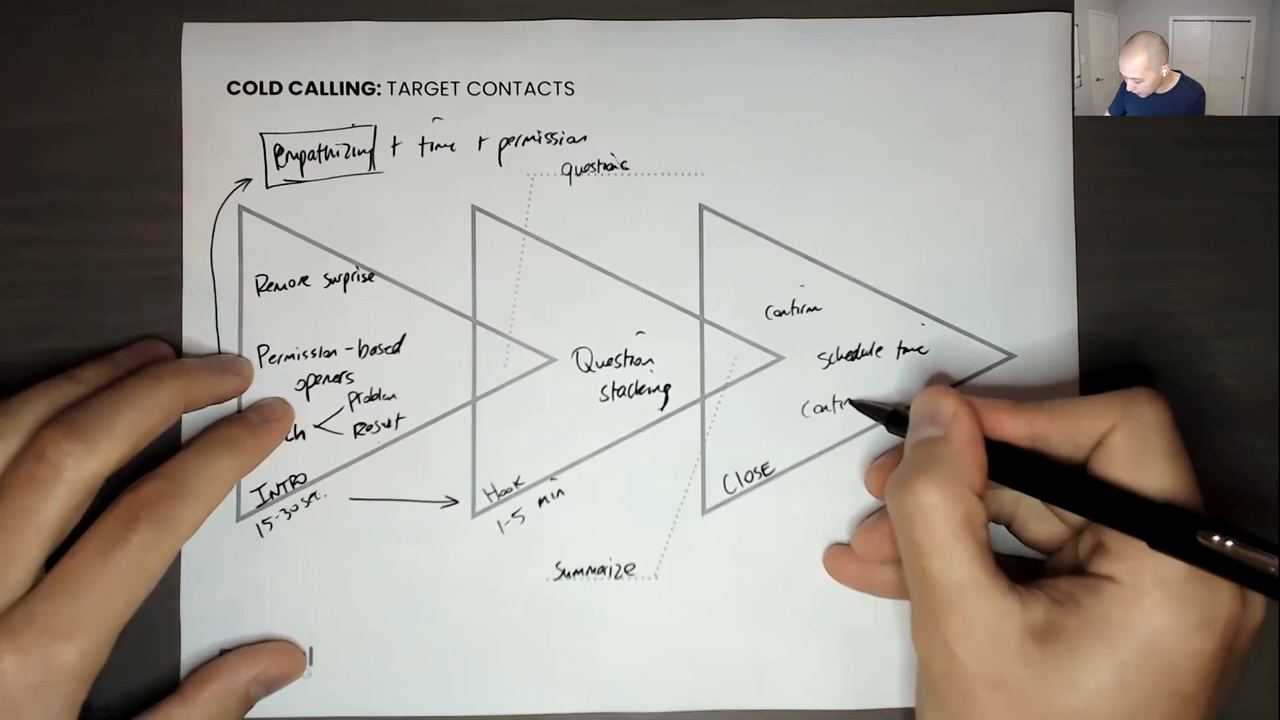 COLD CALLING: TARGET CONTACTS
empathizing + time + permission
question
Remove surprise
Permission-based
openers
Problem
Result
INTRO
15-30 sec.
Question
stacking
Hook
1-5 min
Summarize
confirm
schedule time
CLOSE